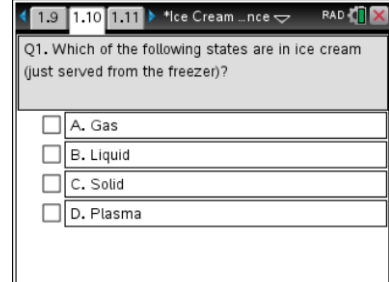 1.9 1.10 1.11 *Ice Cream ...nce RAD
Q1. Which of the following states are in ice cream
(just served from the freezer)?
A. Gas
B. Liquid
C. Solid
D. Plasma